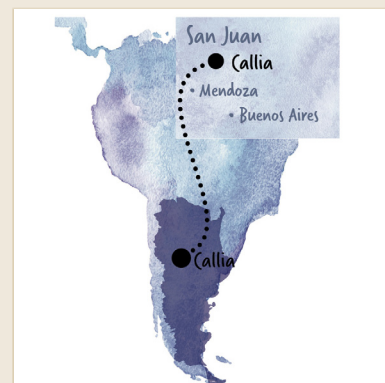 San Juan
Callia
Mendoza
Buenos Aires
Callia